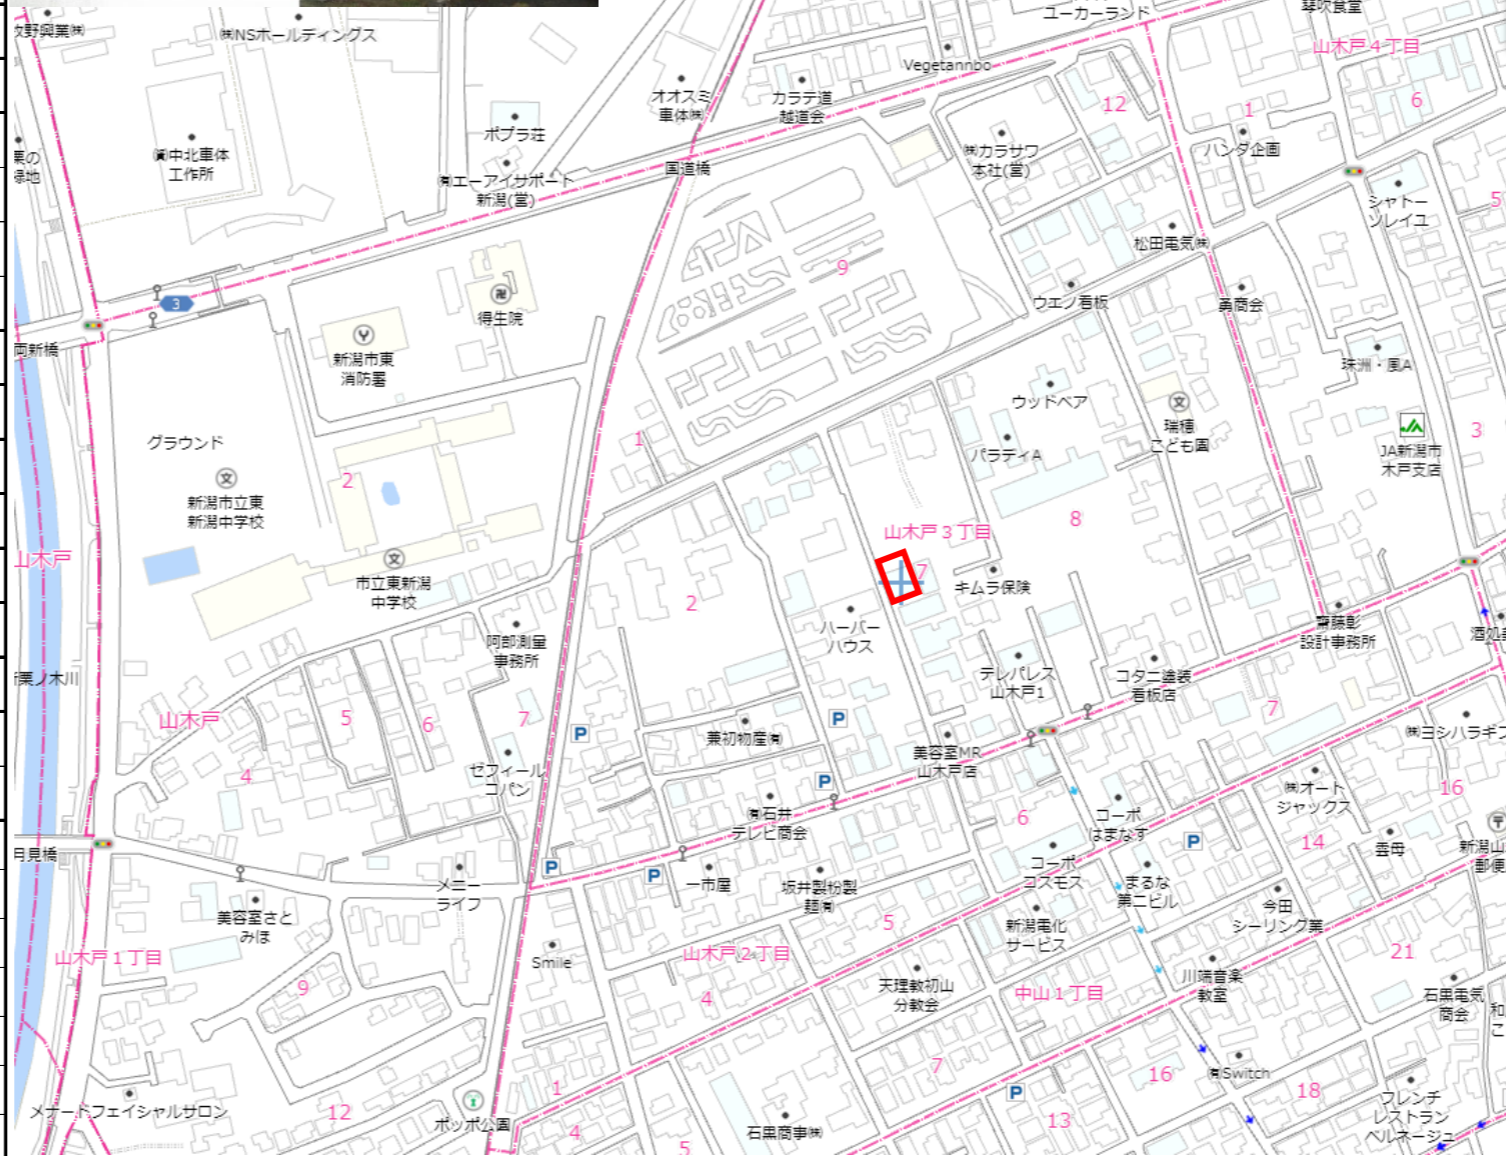 牧野興業㈱
㈱NSホールディングス
ユーカーランド
琴吹食堂
山木戸４丁目
Vegetannbo
オオスミ
車体㈱
カラテ道
越道会
12
1
6
ポプラ荘
ハンダ企画
㈲中北車体
工作所
国道橋
㈱カラサワ
本社(営)
㈲エーアイサポート
新潟(営)
シャトー
ソレイユ
5
松田電気㈱
9
3
得生院
ウエノ看板
勇商会
両新橋
新潟市東
消防署
珠洲・風A
ウッドベア
文
瑞穂
こども園
グラウンド
1
パラディA
JA新潟市
木戸支店
3
2
文
新潟市立東
新潟中学校
山木戸３丁目
8
山木戸
文
市立東新潟
中学校
7
キムラ保険
2
ハーバー
ハウス
阿部測量
事務所
齋藤彰
設計事務所
テレパレス
山木戸1
コタニ塗装
看板店
新栗ノ木川
山木戸
5
6
7
P
P
7
兼初物産㈲
美容室MR
山木戸店
㈱ヨシハラギフ
4
ゼフィール
コパン
P
㈲石井
テレビ商会
6
コーポ
はまなす
㈱オート
ジャックス
16
月見橋
P
P
P
14
雲母
新潟山
郵便
メニー
ライフ
一市屋
坂井製粉製
麺㈲
コーポ
コスモス
まるな
第二ビル
美容室さと
みほ
5
新潟電化
サービス
今田
シーリング業
山木戸１丁目
Smile
山木戸２丁目
21
9
4
天理教初山
分教会
中山１丁目
川端音楽
教室
石黒電気
商会
7
16
㈲Switch
18
メナードフェイシャルサロン
12
ポッポ公園
1
4
石黒商事㈱
5
P
13
フレンチ
レストラン
ベルネージュ